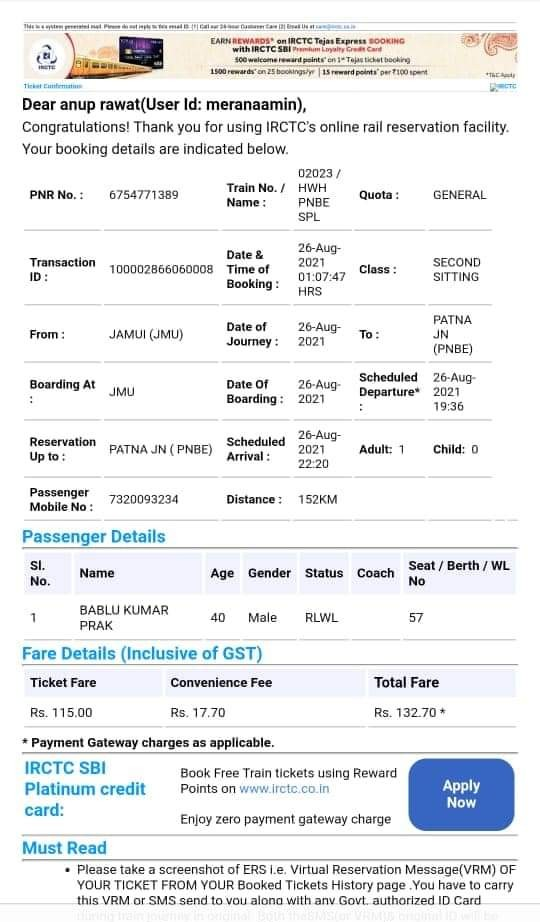 This is a system generated mail. Please do not reply to this email ID. (1) Call our 24-hour Customer Care (2) Email Us at care@irctc.co.in
IRCTC
EARN REWARDS* on IRCTC Tejas Express BOOKING
with IRCTC SBI Premium Loyalty Credit Card
500 welcome reward points* on 1st Tejas ticket booking
1500 rewards* on 25 bookings/yr | 15 reward points* per ₹100 spent
*T&C Apply
Ticket Confirmation
IRCTC
Dear anup rawat(User Id: meranaamin),
Congratulations! Thank you for using IRCTC's online rail reservation facility.
Your booking details are indicated below.
PNR No. : 6754771389 Train No. / Name : 02023 / HWH PNBE SPL Quota : GENERAL
Transaction ID : 100002866060008 Date & Time of Booking : 26-Aug-2021 01:07:47 HRS Class : SECOND SITTING
From : JAMUI (JMU) Date of Journey : 26-Aug-2021 To : PATNA JN (PNBE)
Boarding At : JMU Date Of Boarding : 26-Aug-2021 Scheduled Departure* : 26-Aug-2021 19:36
Reservation Up to : PATNA JN ( PNBE) Scheduled Arrival : 26-Aug-2021 22:20 Adult: 1 Child: 0
Passenger Mobile No : 7320093234 Distance : 152KM
Passenger Details
Sl. No. Name Age Gender Status Coach Seat / Berth / WL No
1 BABLU KUMAR PRAK 40 Male RLWL 57
Fare Details (Inclusive of GST)
Ticket Fare Convenience Fee Total Fare
Rs. 115.00 Rs. 17.70 Rs. 132.70 *
* Payment Gateway charges as applicable.
IRCTC SBI Platinum credit card:
Book Free Train tickets using Reward
Points on www.irctc.co.in
Enjoy zero payment gateway charge
Apply Now
Must Read
• Please take a screenshot of ERS i.e. Virtual Reservation Message(VRM) OF
YOUR TICKET FROM YOUR Booked Tickets History page .You have to carry
this VRM or SMS send to you along with any Govt. authorized ID Card